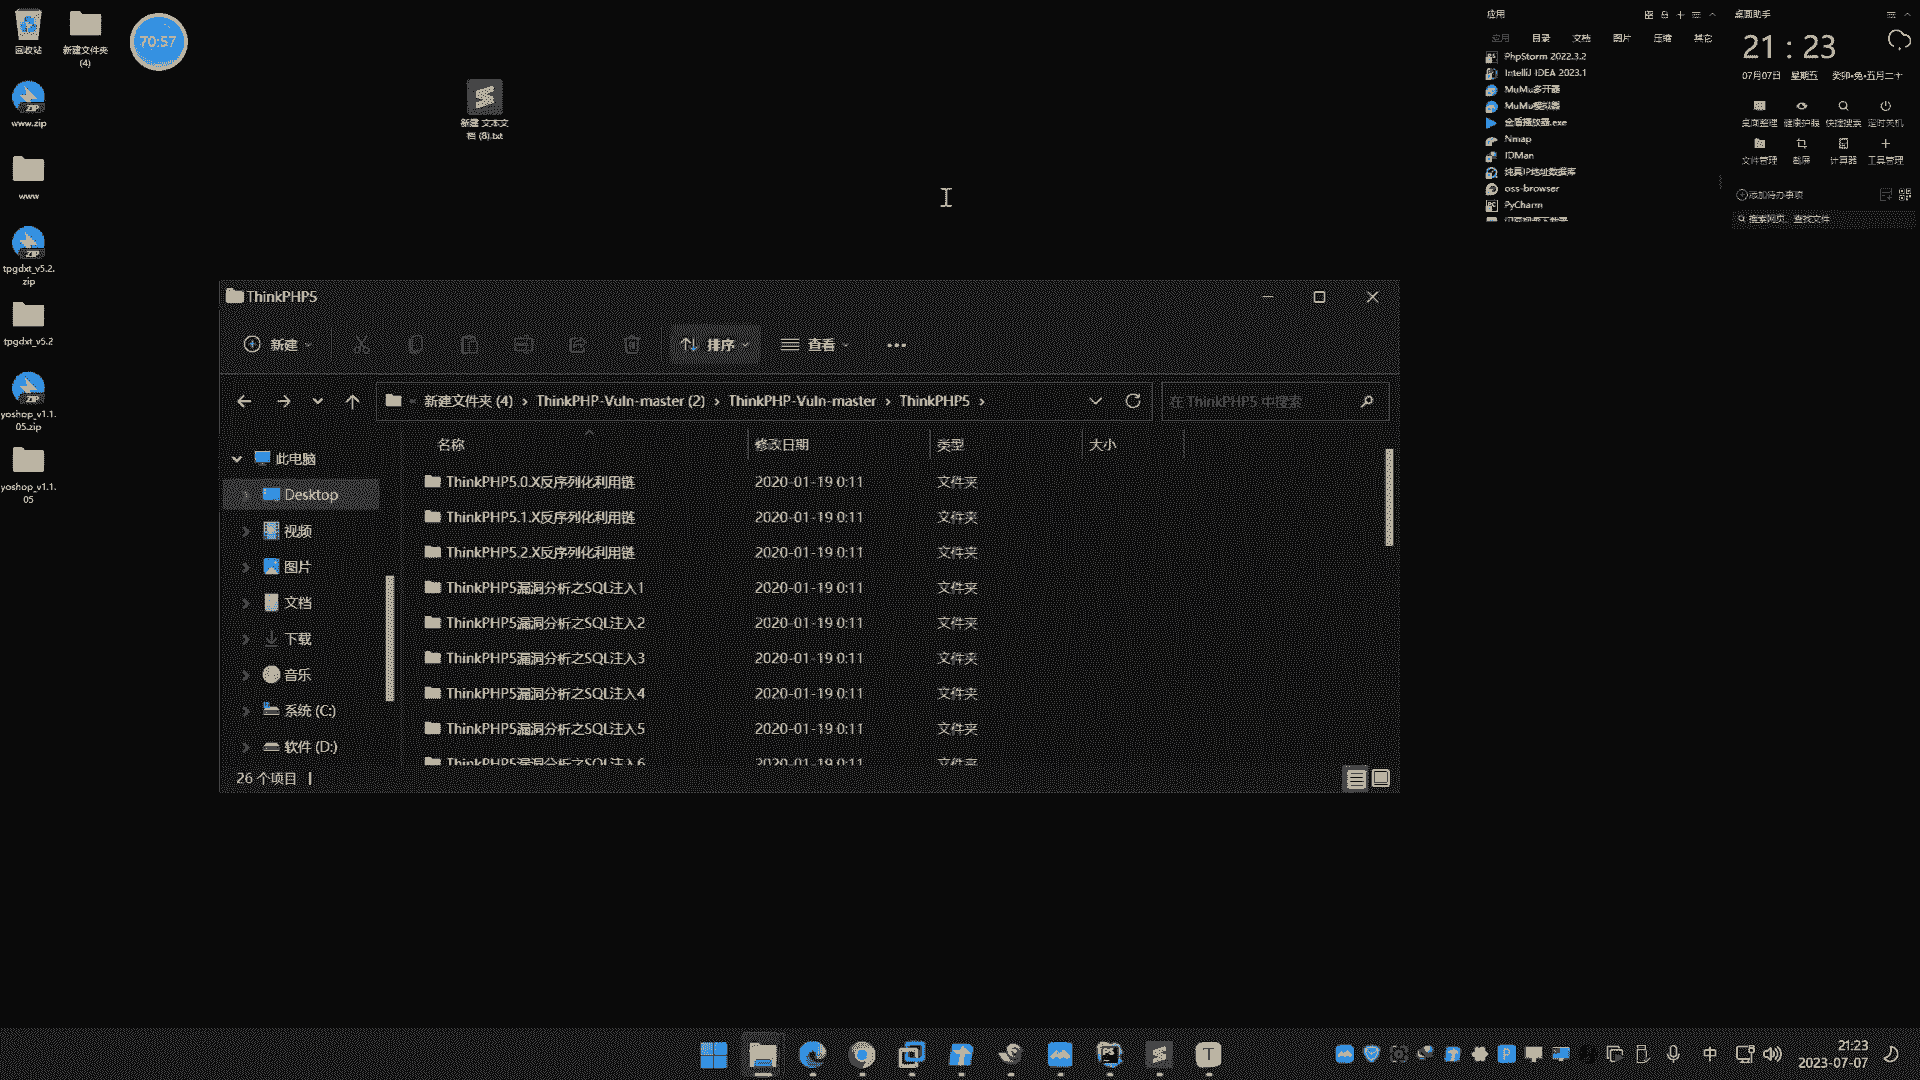 回收站
新建文件夹
(4)
70:57
www.zip
www
tpgdxt_v5.2.
zip
tpgdxt_v5.2
yoshop_v1.1.
05.zip
yoshop_v1.1.
05
新建 文本文
档 (8).txt
应用
应用 目录 文档 图片 压缩 其它
PhpStorm 2022.3.2
IntelliJ IDEA 2023.1
MuMu多开器
MuMu模拟器
Nmap
IDMan
纯真IP地址数据库
oss-browser
PyCharm
桌面助手
21 : 23
07月07日 星期五 癸卯•兔•五月二十
桌面整理 健康护眼 快捷搜索 定时关机
文件管理 截屏 计算器 工具管理
添加待办事项
搜索网页、查找文件
ThinkPHP5
新建
排序
查看
新建文件夹 (4) › ThinkPHP-Vuln-master (2) › ThinkPHP-Vuln-master › ThinkPHP5 ›
在 ThinkPHP5 中搜索
名称 修改日期 类型 大小
此电脑
Desktop
视频
图片
文档
下载
音乐
系统 (C:)
软件 (D:)
ThinkPHP5.0.X反序列化利用链 2020-01-19 0:11 文件夹
ThinkPHP5.1.X反序列化利用链 2020-01-19 0:11 文件夹
ThinkPHP5.2.X反序列化利用链 2020-01-19 0:11 文件夹
ThinkPHP5漏洞分析之SQL注入1 2020-01-19 0:11 文件夹
ThinkPHP5漏洞分析之SQL注入2 2020-01-19 0:11 文件夹
ThinkPHP5漏洞分析之SQL注入3 2020-01-19 0:11 文件夹
ThinkPHP5漏洞分析之SQL注入4 2020-01-19 0:11 文件夹
ThinkPHP5漏洞分析之SQL注入5 2020-01-19 0:11 文件夹
ThinkPHP5漏洞分析之SQL注入6 2020-01-19 0:11 文件夹
26 个项目
中
21:23
2023-07-07